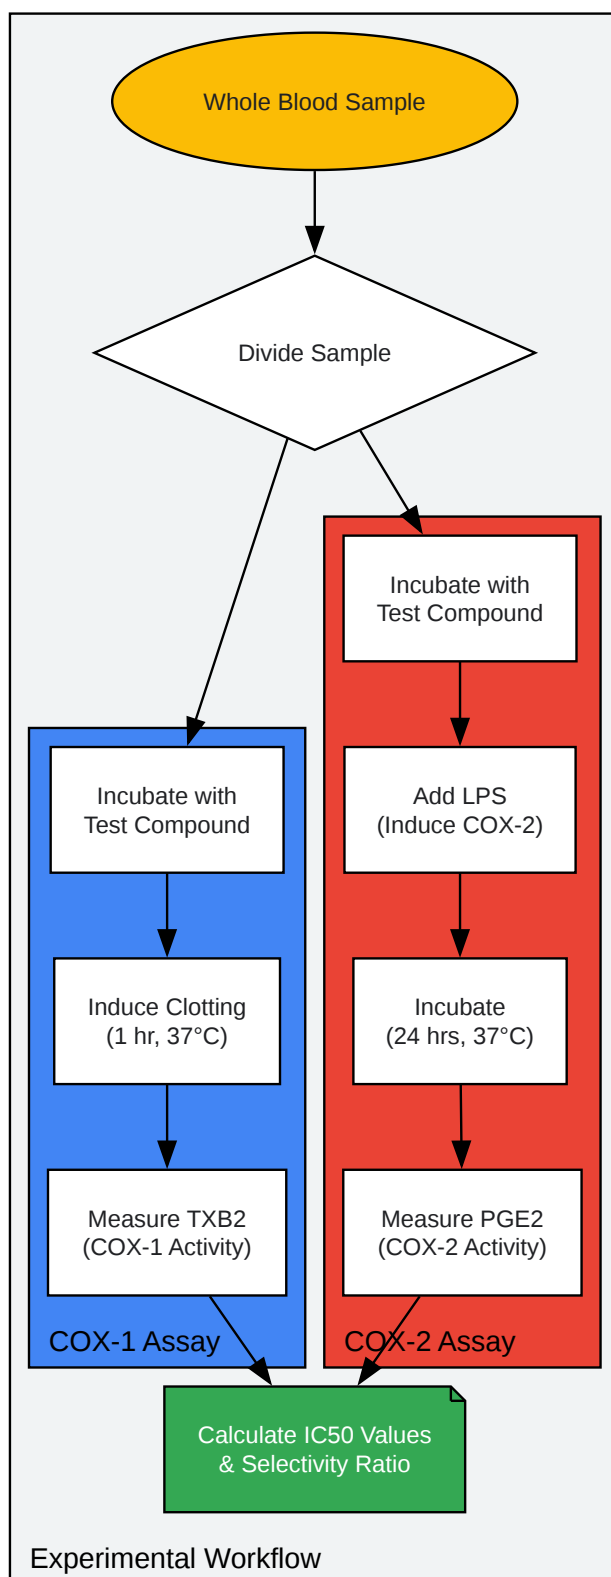 Whole Blood Sample
Divide Sample
Incubate with
Test Compound
Induce Clotting
(1 hr, 37°C)
Measure TXB2
(COX-1 Activity)
COX-1 Assay
Incubate with
Test Compound
Add LPS
(Induce COX-2)
Incubate
(24 hrs, 37°C)
Measure PGE2
(COX-2 Activity)
COX-2 Assay
Calculate IC50 Values
& Selectivity Ratio
Experimental Workflow